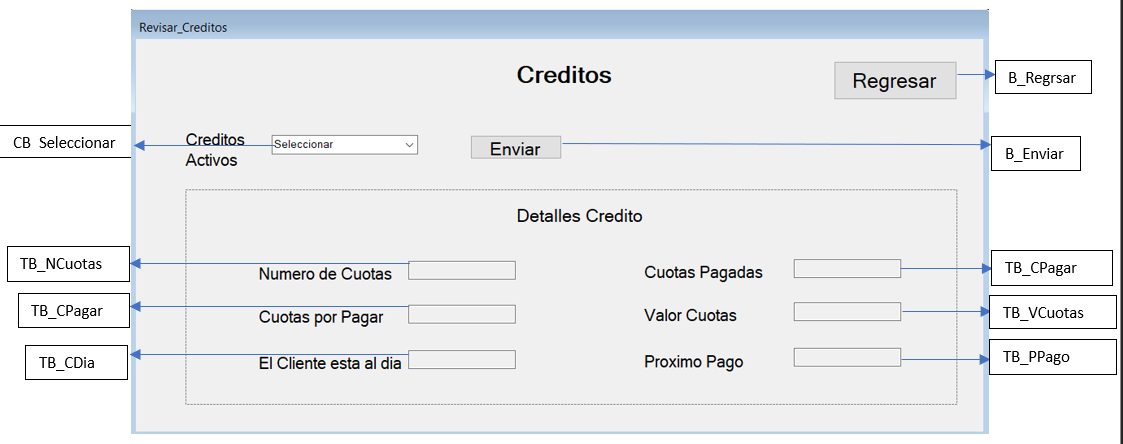 Revisar_Creditos
Creditos
Regresar
B_Regrsar
CB Seleccionar
Creditos
Activos
Seleccionar
Enviar
B_Enviar
Detalles Credito
TB_NCuotas
Numero de Cuotas
Cuotas Pagadas
TB_CPagar
TB_CPagar
Cuotas por Pagar
Valor Cuotas
TB_VCuotas
TB_CDia
El Cliente esta al dia
Proximo Pago
TB_PPago